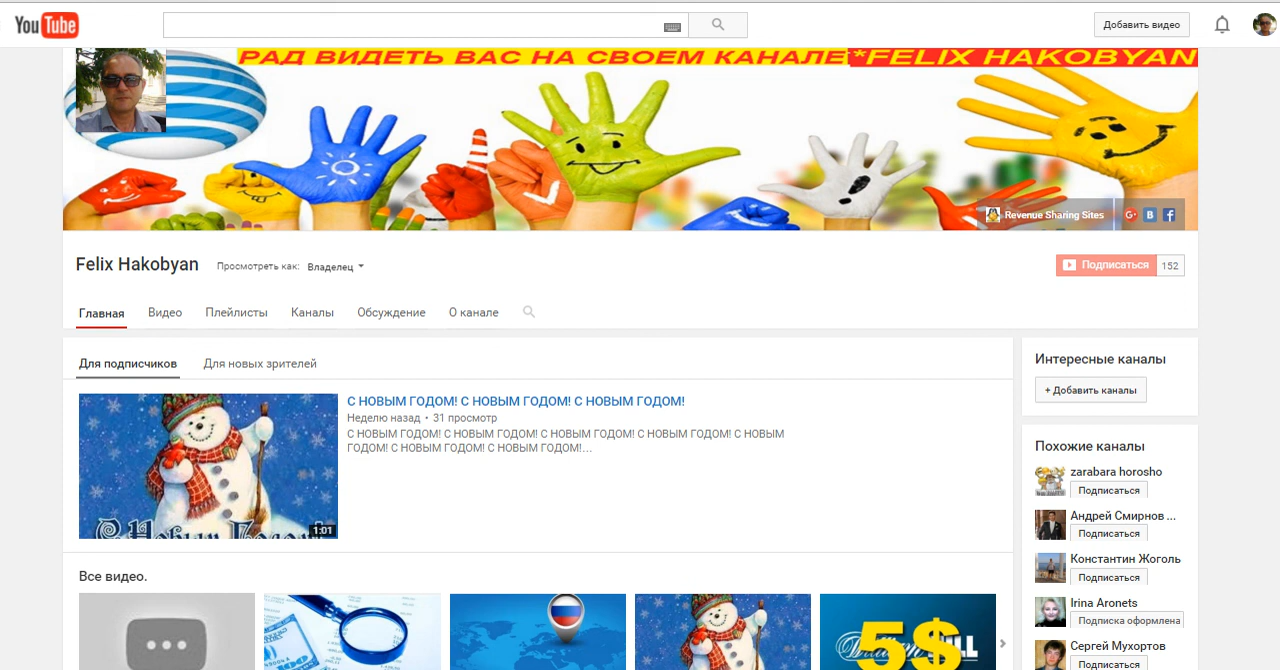 YouTube
Добавить видео
РАД ВИДЕТЬ ВАС НА СВОЕМ КАНАЛЕ*FELIX HAKOBYAN
Revenue Sharing Sites
Felix Hakobyan
Просмотреть как: Владелец
Подписаться 152
Главная Видео Плейлисты Каналы Обсуждение О канале
Для подписчиков Для новых зрителей
С НОВЫМ ГОДОМ! С НОВЫМ ГОДОМ! С НОВЫМ ГОДОМ!
Неделю назад • 31 просмотр
С НОВЫМ ГОДОМ! С НОВЫМ ГОДОМ! С НОВЫМ ГОДОМ! С НОВЫМ ГОДОМ! С НОВЫМ
ГОДОМ! С НОВЫМ ГОДОМ! С НОВЫМ ГОДОМ!...
С Новым Годом
1:01
Все видео.
5$
Интересные каналы
+ Добавить каналы
Похожие каналы
zarabara horosho
Подписаться
Андрей Смирнов ...
Подписаться
Константин Жоголь
Подписаться
Irina Aronets
Подписка оформлена
Сергей Мухортов
Подписаться